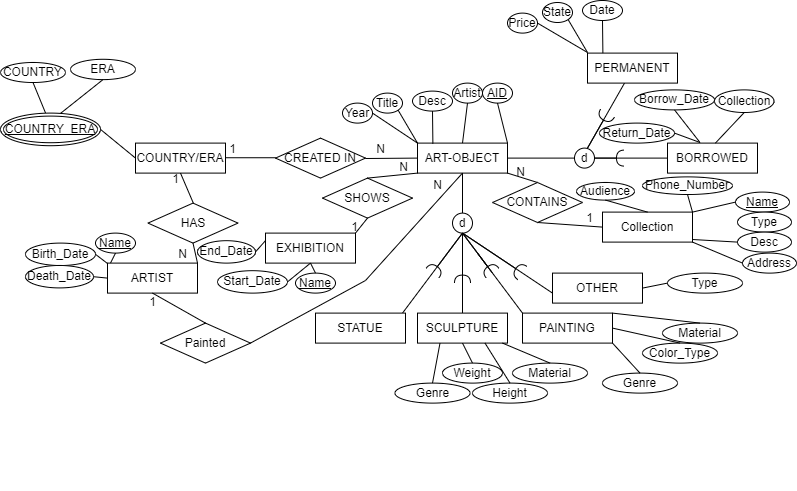 State
Date
Price
PERMANENT
COUNTRY
ERA
Title
Desc
Artist
AID
Year
Borrow_Date
Collection
Return_Date
COUNTRY_ERA
COUNTRY/ERA
1
CREATED IN
N
ART-OBJECT
d
BORROWED
N
N
1
SHOWS
N
CONTAINS
Audience
Phone_Number
Name
HAS
1
d
1
Collection
Type
Birth_Date
Name
N
End_Date
EXHIBITION
Desc
Death_Date
ARTIST
Start_Date
Name
OTHER
Type
Address
1
Painted
STATUE
SCULPTURE
PAINTING
Material
Color_Type
Weight
Material
Genre
Height
Genre